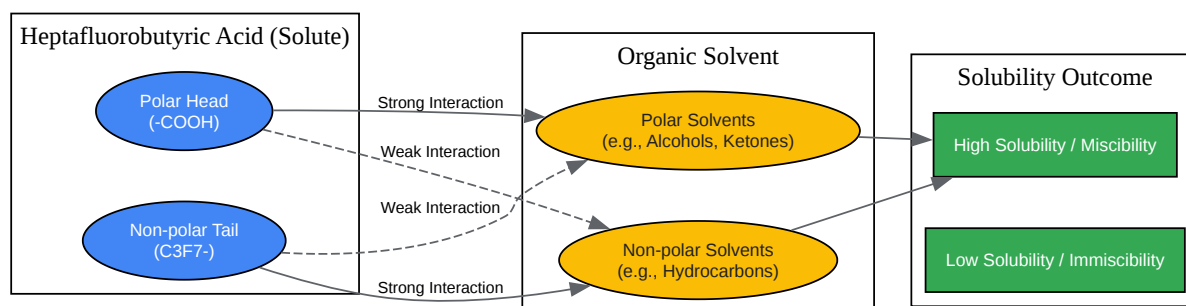 Heptafluorobutyric Acid (Solute)
Polar Head
(-COOH)
Non-polar Tail
(C3F7-)
Strong Interaction
Weak Interaction
Weak Interaction
Strong Interaction
Organic Solvent
Polar Solvents
(e.g., Alcohols, Ketones)
Non-polar Solvents
(e.g., Hydrocarbons)
Solubility Outcome
High Solubility / Miscibility
Low Solubility / Immiscibility